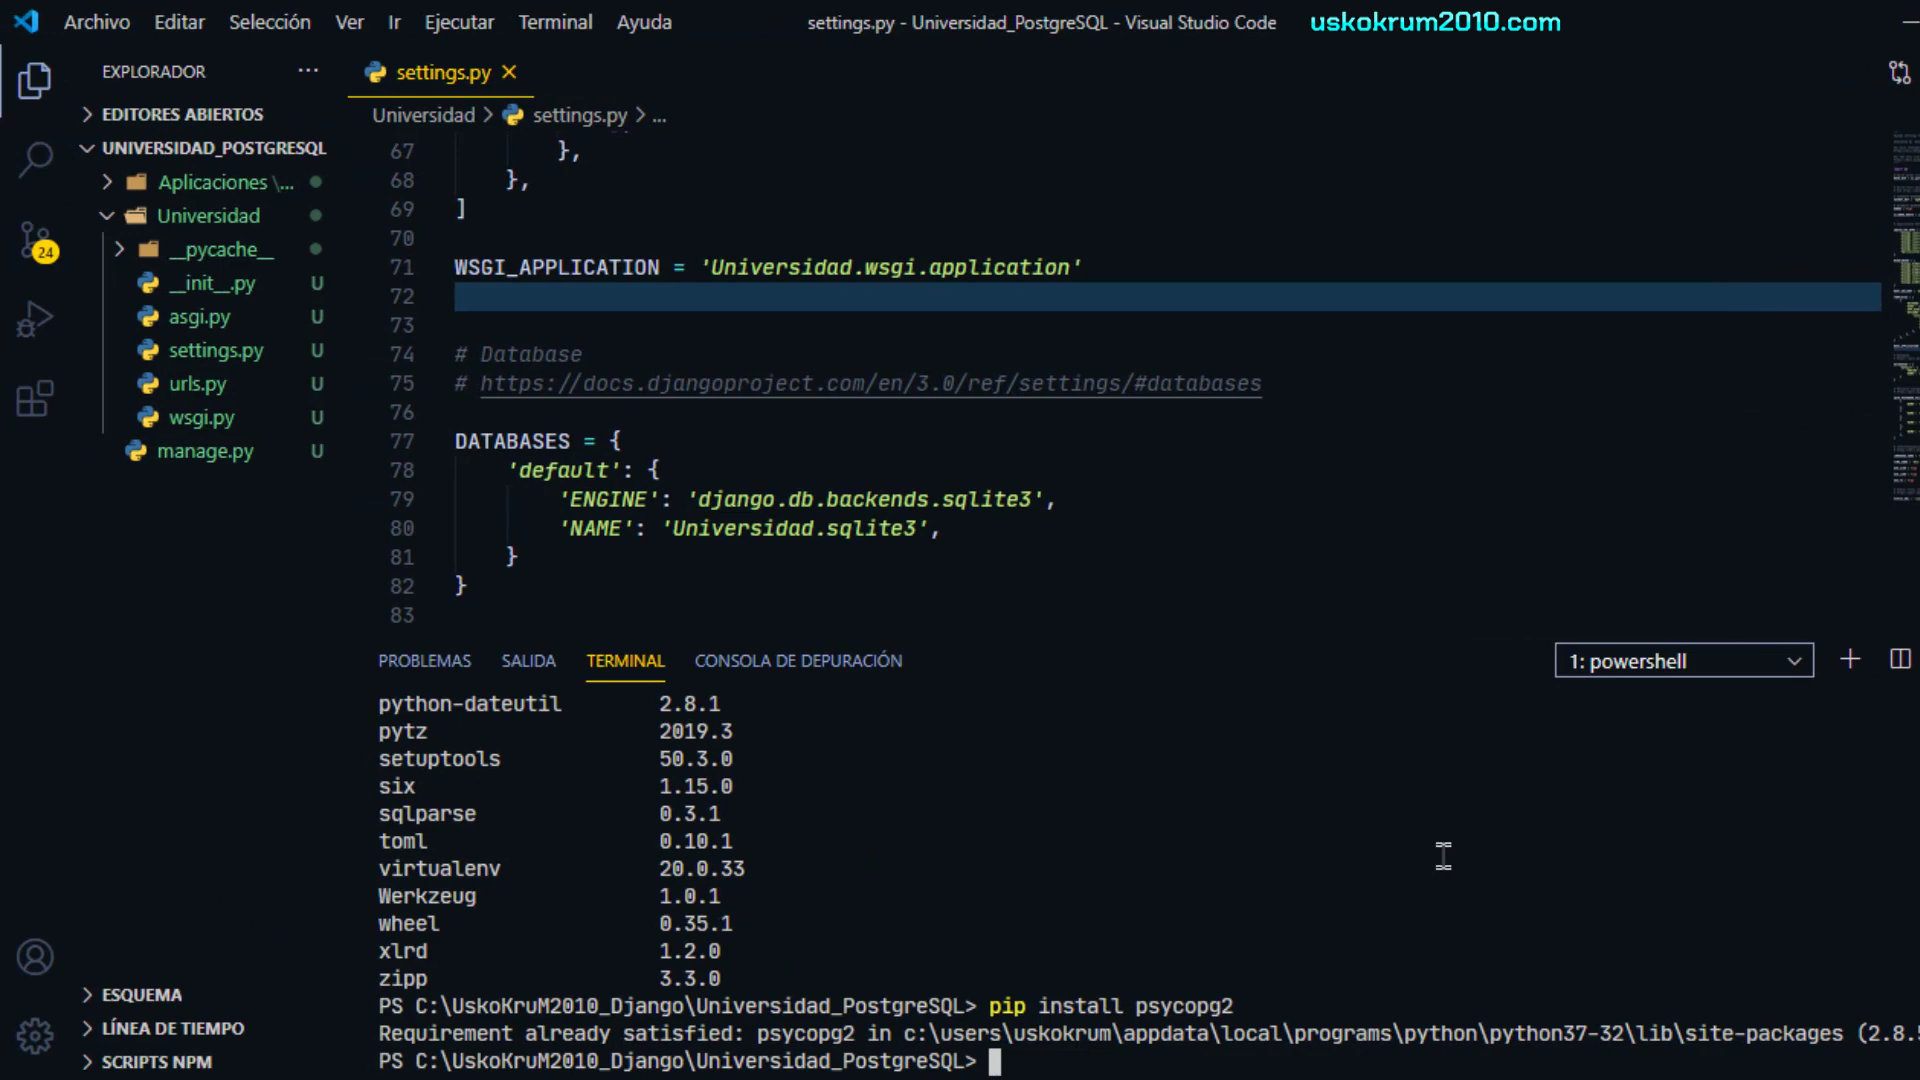 Archivo Editar Selección Ver Ir Ejecutar Terminal Ayuda settings.py - Universidad_PostgreSQL - Visual Studio Code uskokrum2010.com
EXPLORADOR ···
settings.py
EDITORES ABIERTOS
Universidad > settings.py > ...
UNIVERSIDAD_POSTGRESQL
Aplicaciones \...
Universidad
__pycache__
__init__.py U
asgi.py U
settings.py U
urls.py U
wsgi.py U
manage.py U
24
67 },
68 },
69 ]
70
71 WSGI_APPLICATION = 'Universidad.wsgi.application'
72
73
74 # Database
75 # https://docs.djangoproject.com/en/3.0/ref/settings/#databases
76
77 DATABASES = {
78 'default': {
79 'ENGINE': 'django.db.backends.sqlite3',
80 'NAME': 'Universidad.sqlite3',
81 }
82 }
83
PROBLEMAS SALIDA TERMINAL CONSOLA DE DEPURACIÓN 1: powershell
python-dateutil 2.8.1
pytz 2019.3
setuptools 50.3.0
six 1.15.0
sqlparse 0.3.1
toml 0.10.1
virtualenv 20.0.33
Werkzeug 1.0.1
wheel 0.35.1
xlrd 1.2.0
zipp 3.3.0
PS C:\UskoKruM2010_Django\Universidad_PostgreSQL> pip install psycopg2
Requirement already satisfied: psycopg2 in c:\users\uskokrum\appdata\local\programs\python\python37-32\lib\site-packages (2.8.
PS C:\UskoKruM2010_Django\Universidad_PostgreSQL>
ESQUEMA
LÍNEA DE TIEMPO
SCRIPTS NPM